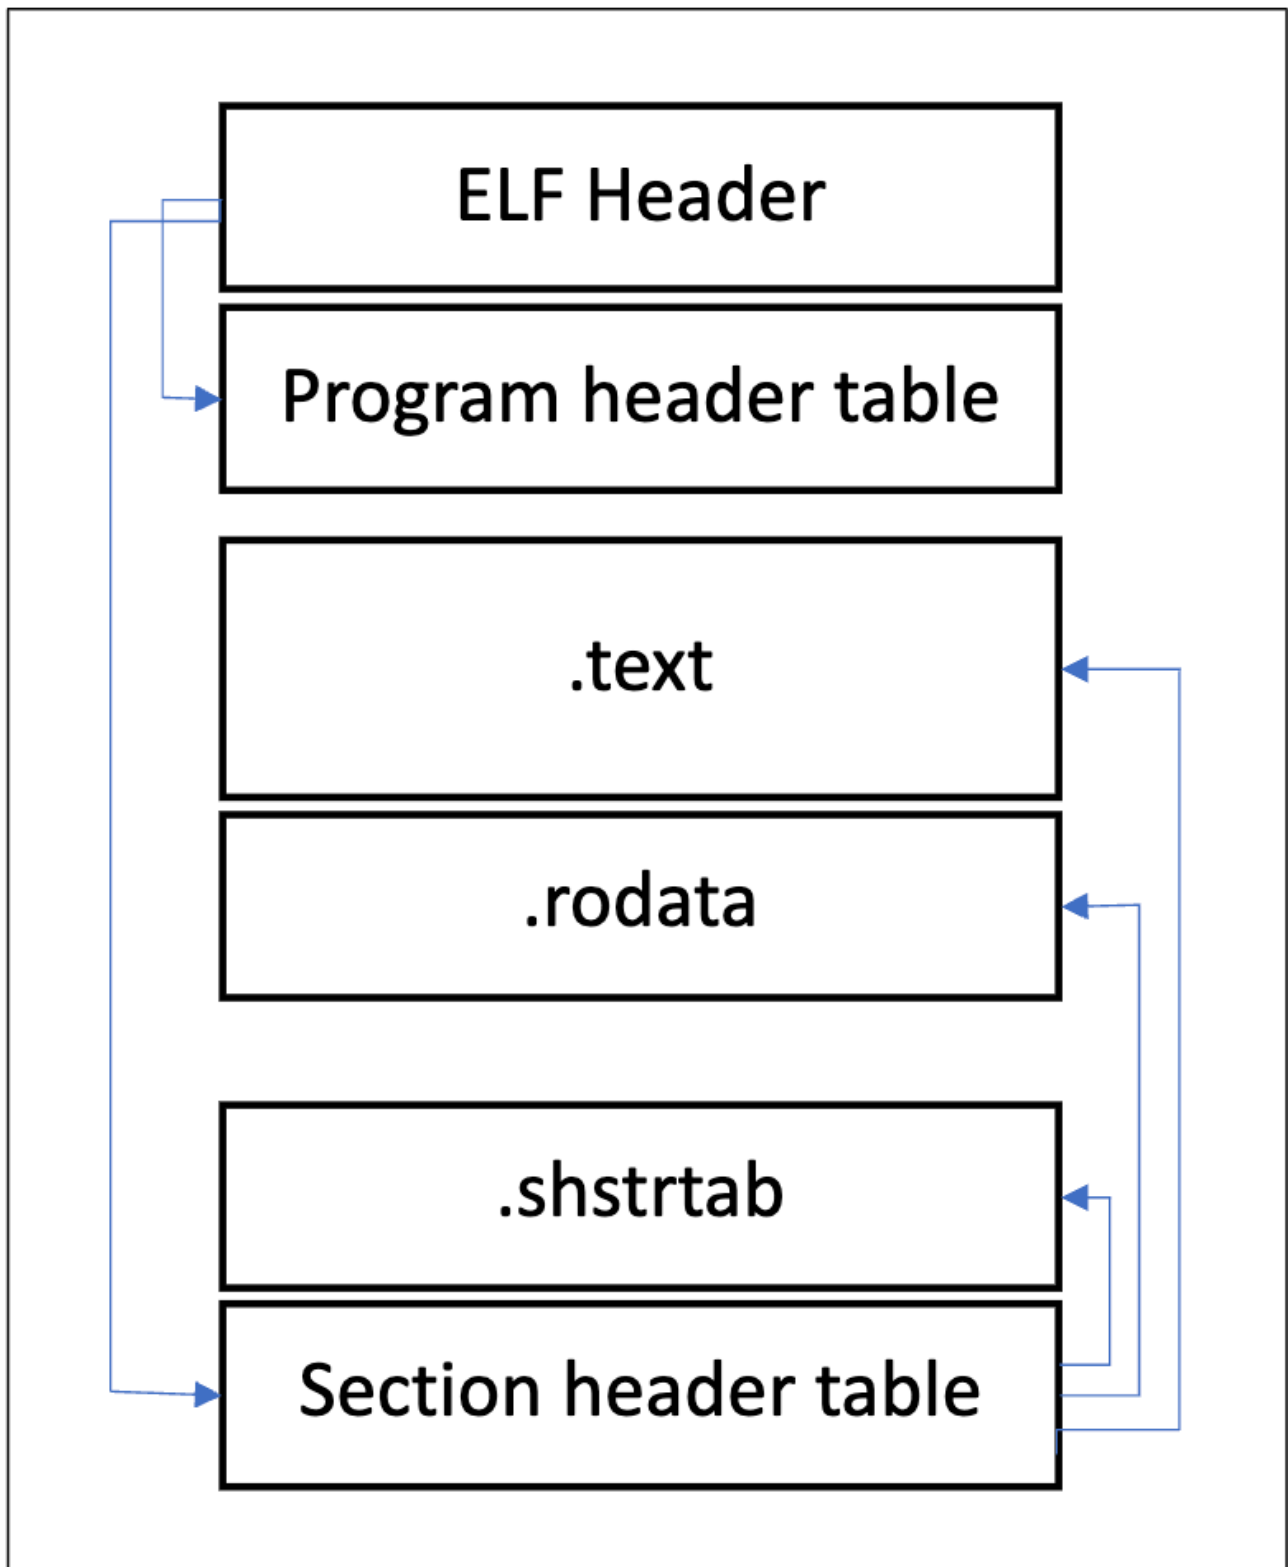 ELF Header
Program header table
.text
.rodata
.shstrtab
Section header table